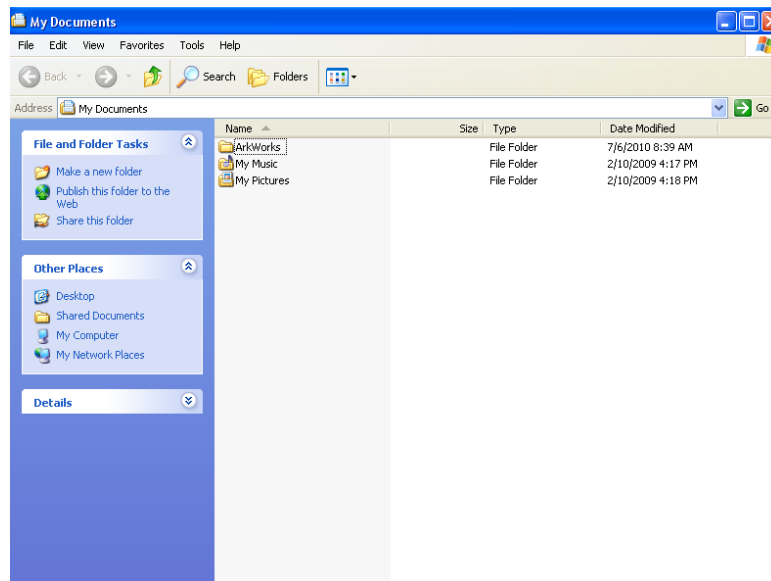 My Documents
File Edit View Favorites Tools Help
Back Search Folders
Address My Documents Go
Name Size Type Date Modified
ArkWorks File Folder 7/6/2010 8:39 AM
My Music File Folder 2/10/2009 4:17 PM
My Pictures File Folder 2/10/2009 4:18 PM
File and Folder Tasks
Make a new folder
Publish this folder to the
Web
Share this folder
Other Places
Desktop
Shared Documents
My Computer
My Network Places
Details